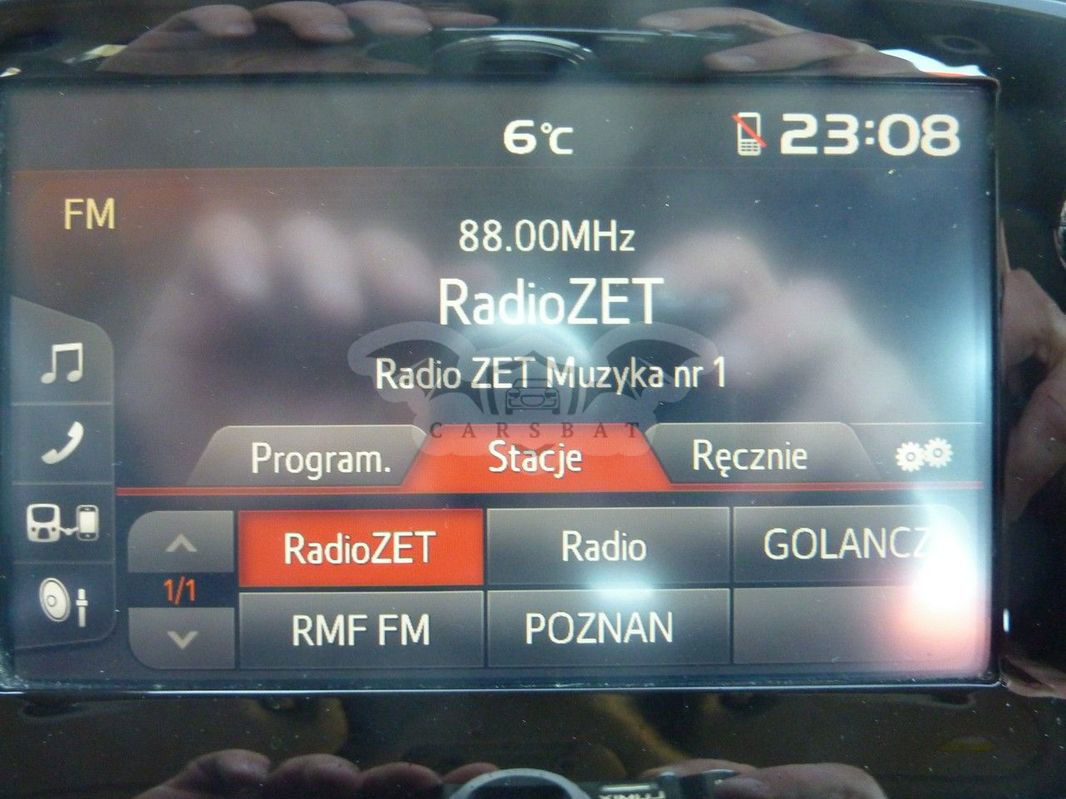 6°C 23:08
FM
88.00MHz
RadioZET
Radio ZET Muzyka nr 1
CARSBAT
Program. Stacje Ręcznie
RadioZET Radio GOLANCZ
1/1
RMF FM POZNAN